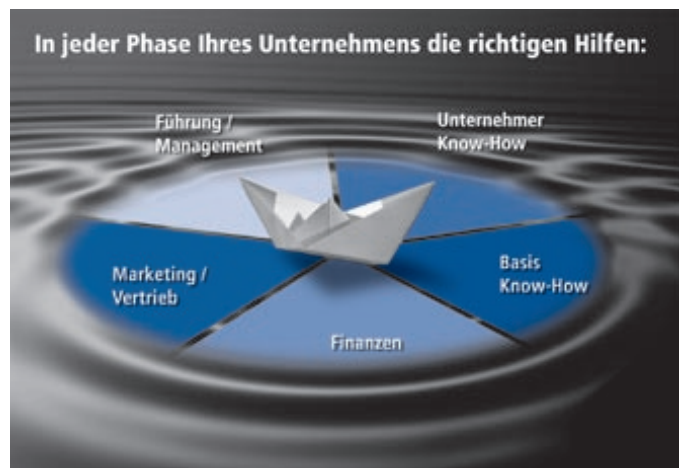 In jeder Phase Ihres Unternehmens die richtigen Hilfen:
Führung /
Management
Unternehmer
Know-How
Marketing /
Vertrieb
Basis
Know-How
Finanzen